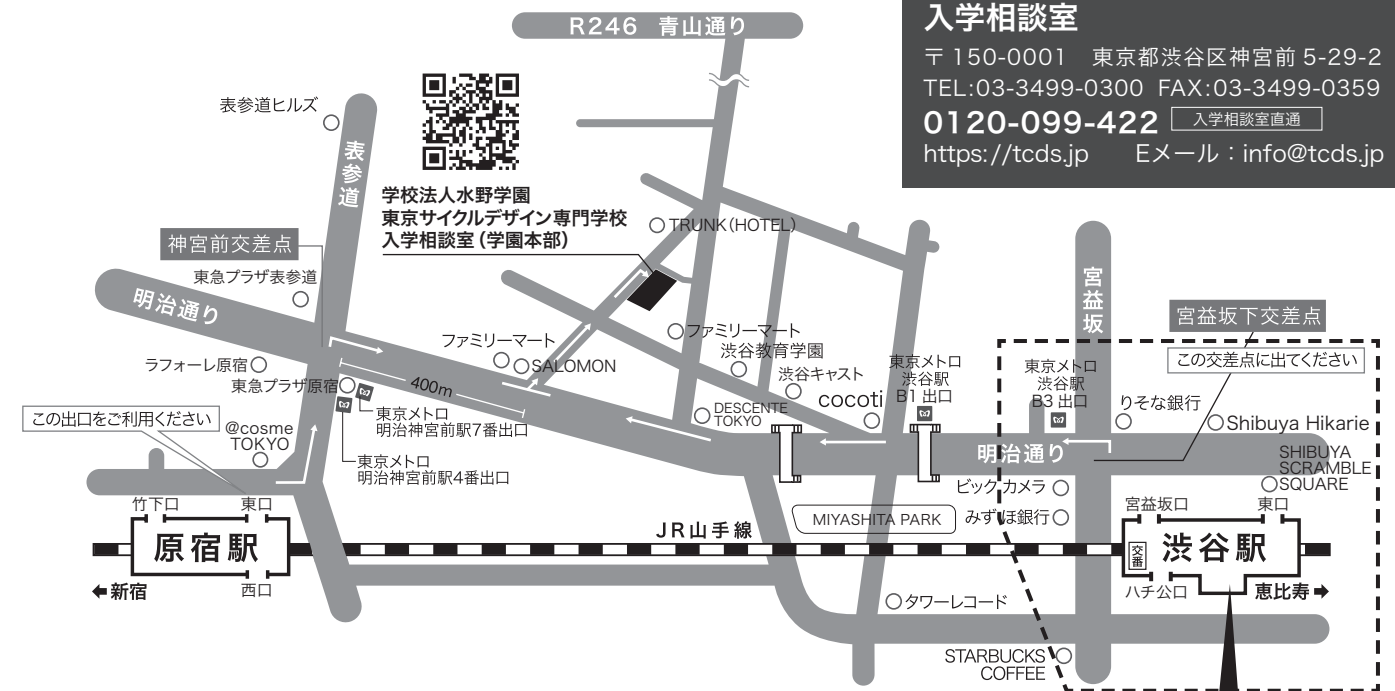 入学相談室
〒150-0001　東京都渋谷区神宮前 5-29-2
TEL:03-3499-0300 FAX:03-3499-0359
0120-099-422 入学相談室直通
https://tcds.jp　Eメール：info@tcds.jp
R246　青山通り
表参道ヒルズ
表参道
学校法人水野学園
東京サイクルデザイン専門学校
入学相談室（学園本部）
TRUNK(HOTEL)
神宮前交差点
東急プラザ表参道
明治通り
ラフォーレ原宿
東急プラザ原宿
400m
ファミリーマート
SALOMON
ファミリーマート
渋谷教育学園
渋谷キャスト
cocoti
DESCENTE
TOKYO
東京メトロ
渋谷駅
B1 出口
宮益坂
東京メトロ
渋谷駅
B3 出口
宮益坂下交差点
この交差点に出てください
りそな銀行
Shibuya Hikarie
SHIBUYA
SCRAMBLE
SQUARE
明治通り
ビックカメラ
みずほ銀行
MIYASHITA PARK
この出口をご利用ください
@cosme
TOKYO
東京メトロ
明治神宮前駅7番出口
東京メトロ
明治神宮前駅4番出口
竹下口
東口
原宿駅
西口
新宿
JR山手線
宮益坂口
東口
交番
渋谷駅
ハチ公口
恵比寿
タワーレコード
STARBUCKS
COFFEE